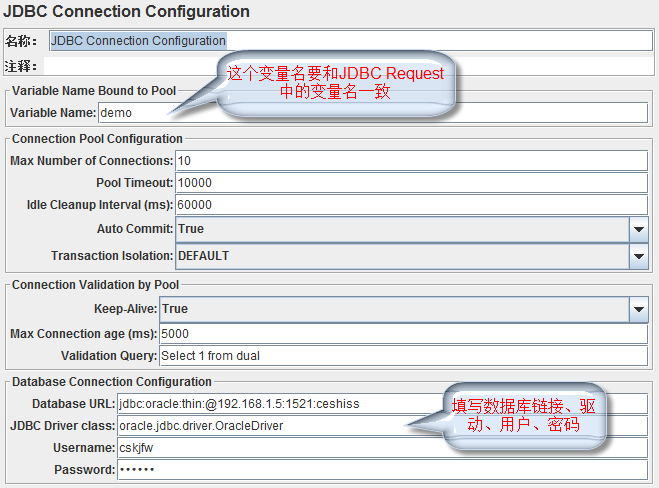 JDBC Connection Configuration
名称： JDBC Connection Configuration
注释：
这个变量名要和JDBC Request
中的变量名一致
Variable Name Bound to Pool
Variable Name: demo
Connection Pool Configuration
Max Number of Connections: 10
Pool Timeout: 10000
Idle Cleanup Interval (ms): 60000
Auto Commit: True
Transaction Isolation: DEFAULT
Connection Validation by Pool
Keep-Alive: True
Max Connection age (ms): 5000
Validation Query: Select 1 from dual
Database Connection Configuration
Database URL: jdbc:oracle:thin:@192.168.1.5:1521:ceshiss
填写数据库链接、驱
动、用户、密码
JDBC Driver class: oracle.jdbc.driver.OracleDriver
Username: cskjfw
Password: ••••••